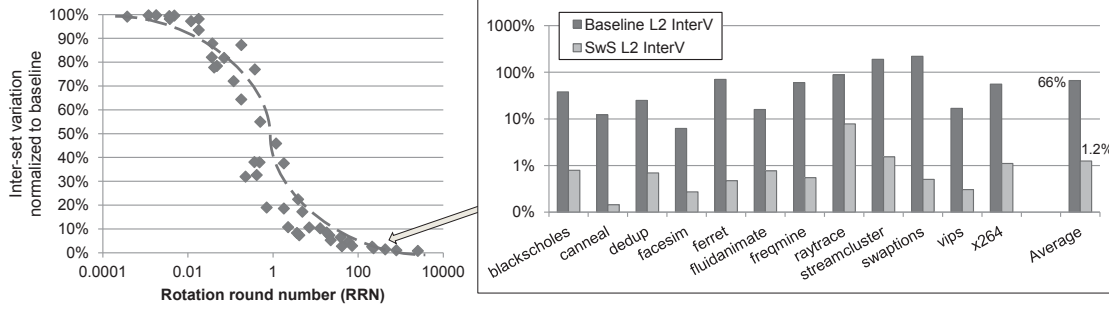 Inter-set variation
normalized to baseline
100%
90%
80%
70%
60%
50%
40%
30%
20%
10%
0%
0.0001
0.01
1
100
10000
Rotation round number (RRN)
1000%
100%
10%
1%
0%
Baseline L2 InterV
SwS L2 InterV
66%
1.2%
blackscholes
canneal
dedup
facesim
ferret
fluidanimate
freqmine
raytrace
streamcluster
swaptions
vips
x264
Average